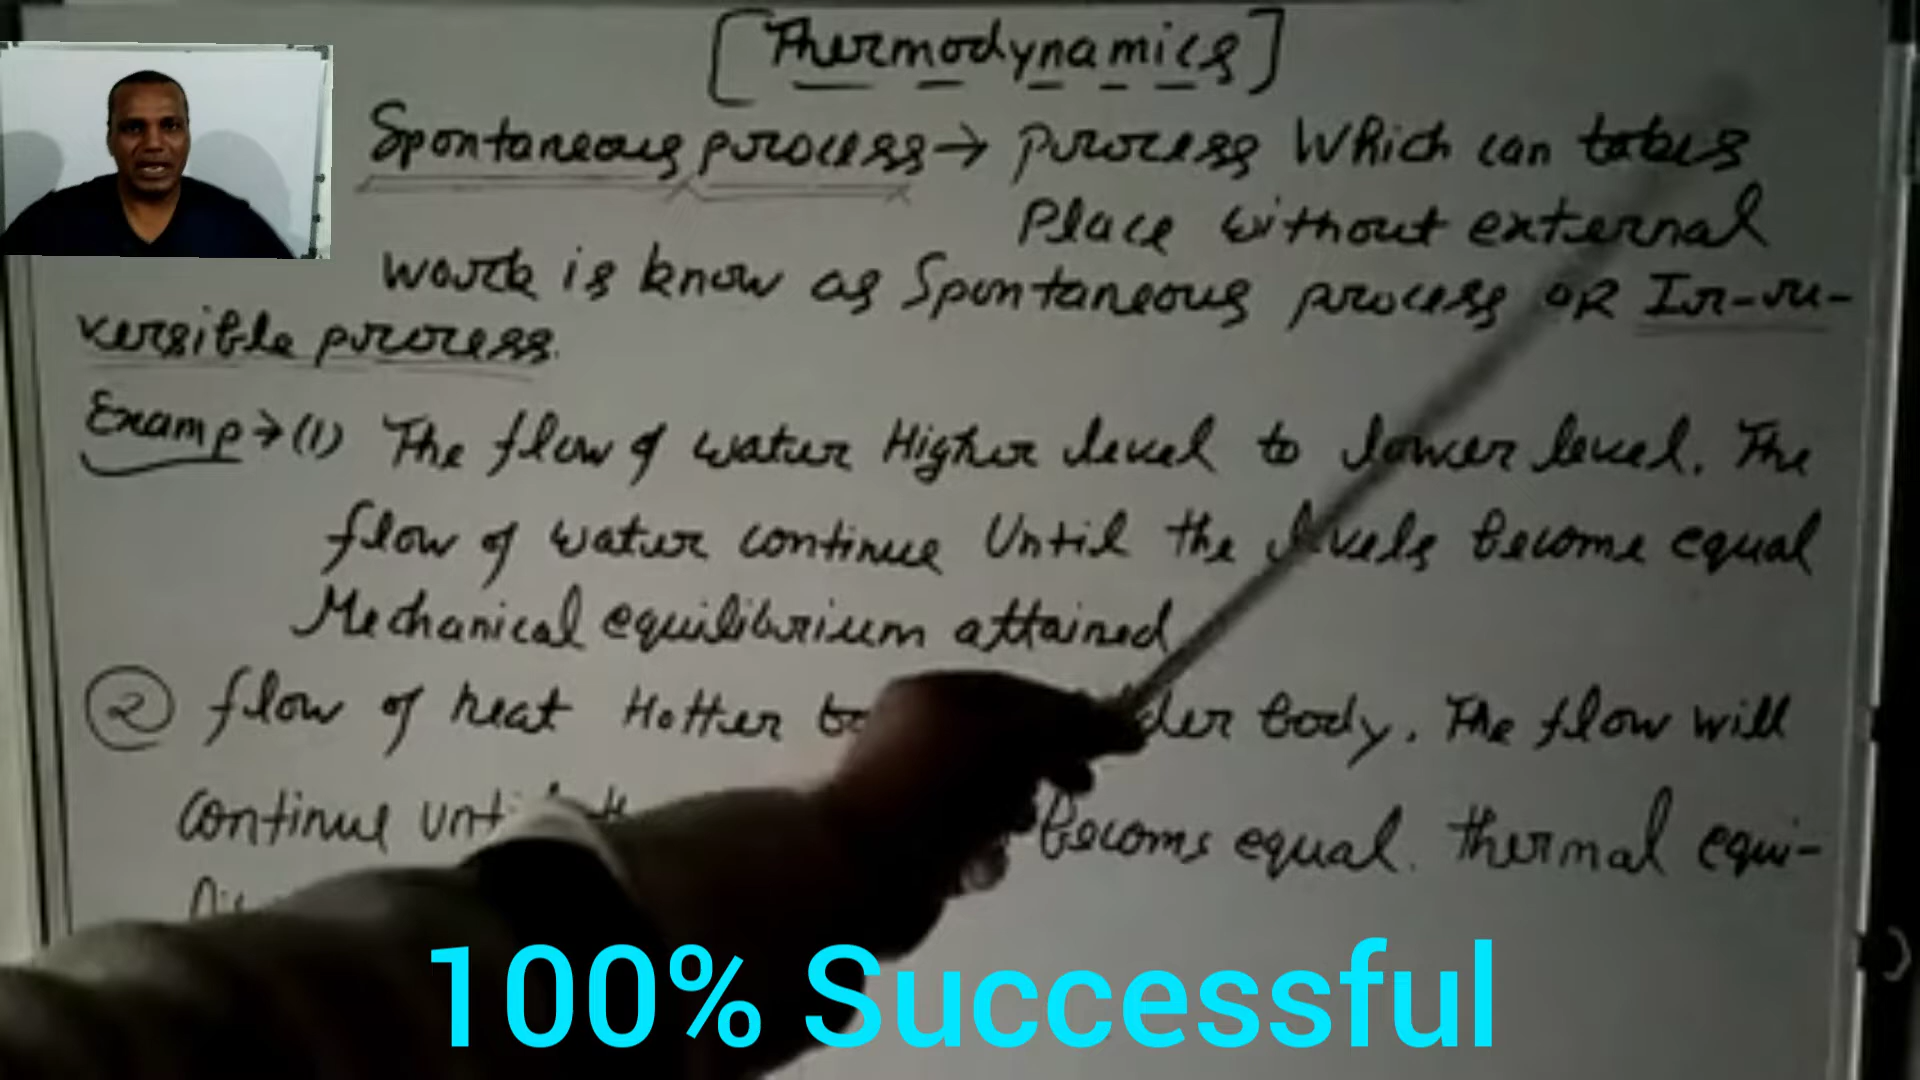 [Thermodynamics]
Spontaneous process → process Which can takes
Place without external
work is know as Spontaneous process OR Ir-re-
versible process.
Examp → (1) The flow of water Higher level to lower level. The
flow of water continue Until the levels become equal
Mechanical equilibrium attained
② flow of heat Hotter body. The flow will
continue becoms equal. thermal equi-
100% Successful